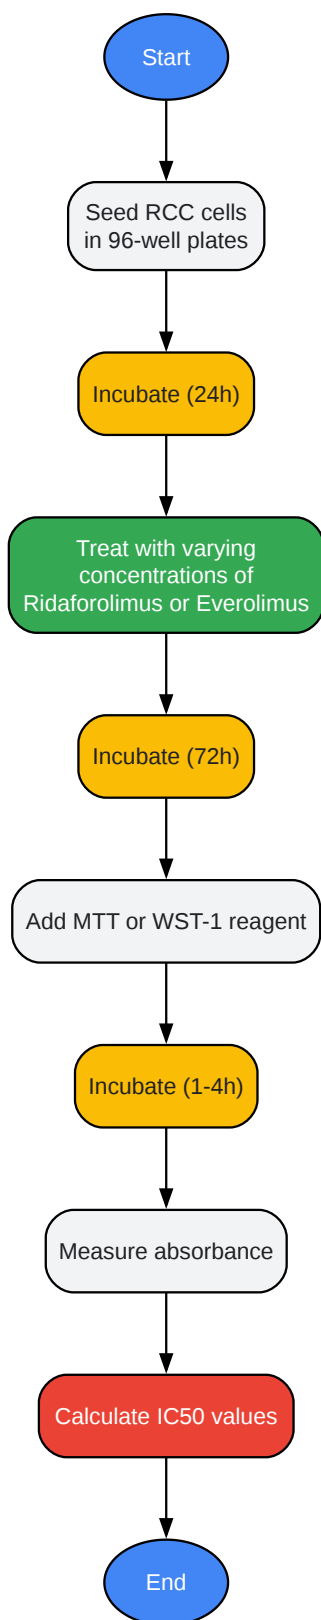 Start
Seed RCC cells
in 96-well plates
Incubate (24h)
Treat with varying
concentrations of
Ridaforolimus or Everolimus
Incubate (72h)
Add MTT or WST-1 reagent
Incubate (1-4h)
Measure absorbance
Calculate IC50 values
End